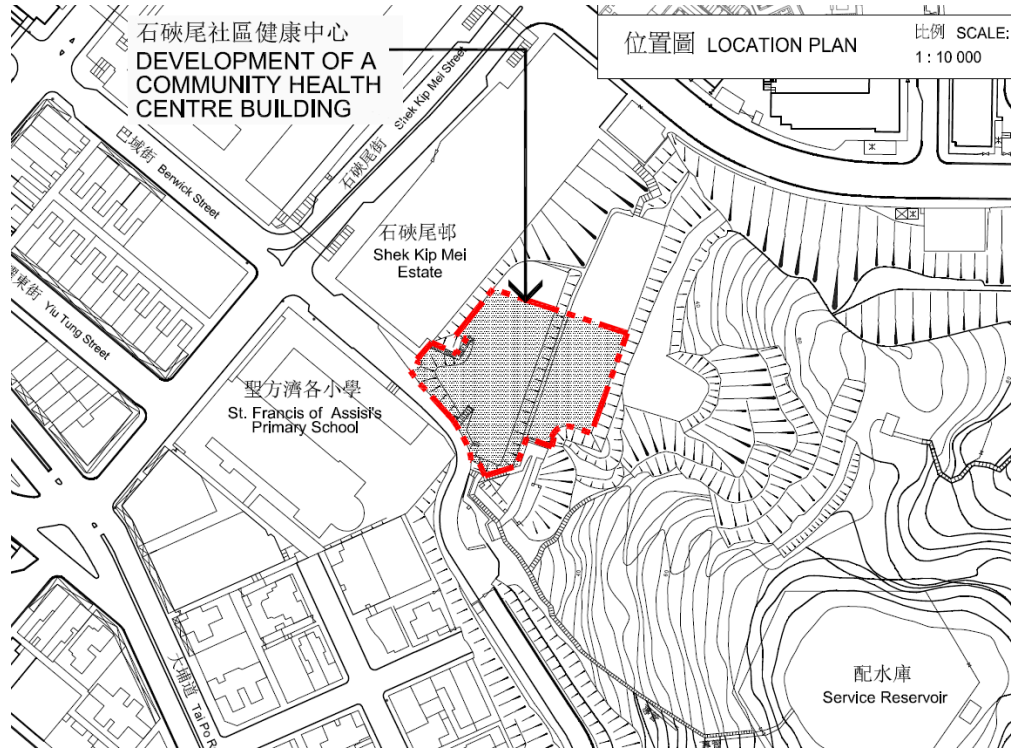 石硤尾社區健康中心
DEVELOPMENT OF A
COMMUNITY HEALTH
CENTRE BUILDING
位置圖 LOCATION PLAN
比例 SCALE:
1 : 10 000
巴域街 Berwick Street
石硤尾街 Shek Kip Mei Street
石硤尾邨
Shek Kip Mei
Estate
東街 Yiu Tung Street
聖方濟各小學
St. Francis of Assisi's
Primary School
大埔道 Tai Po R
配水庫
Service Reservoir